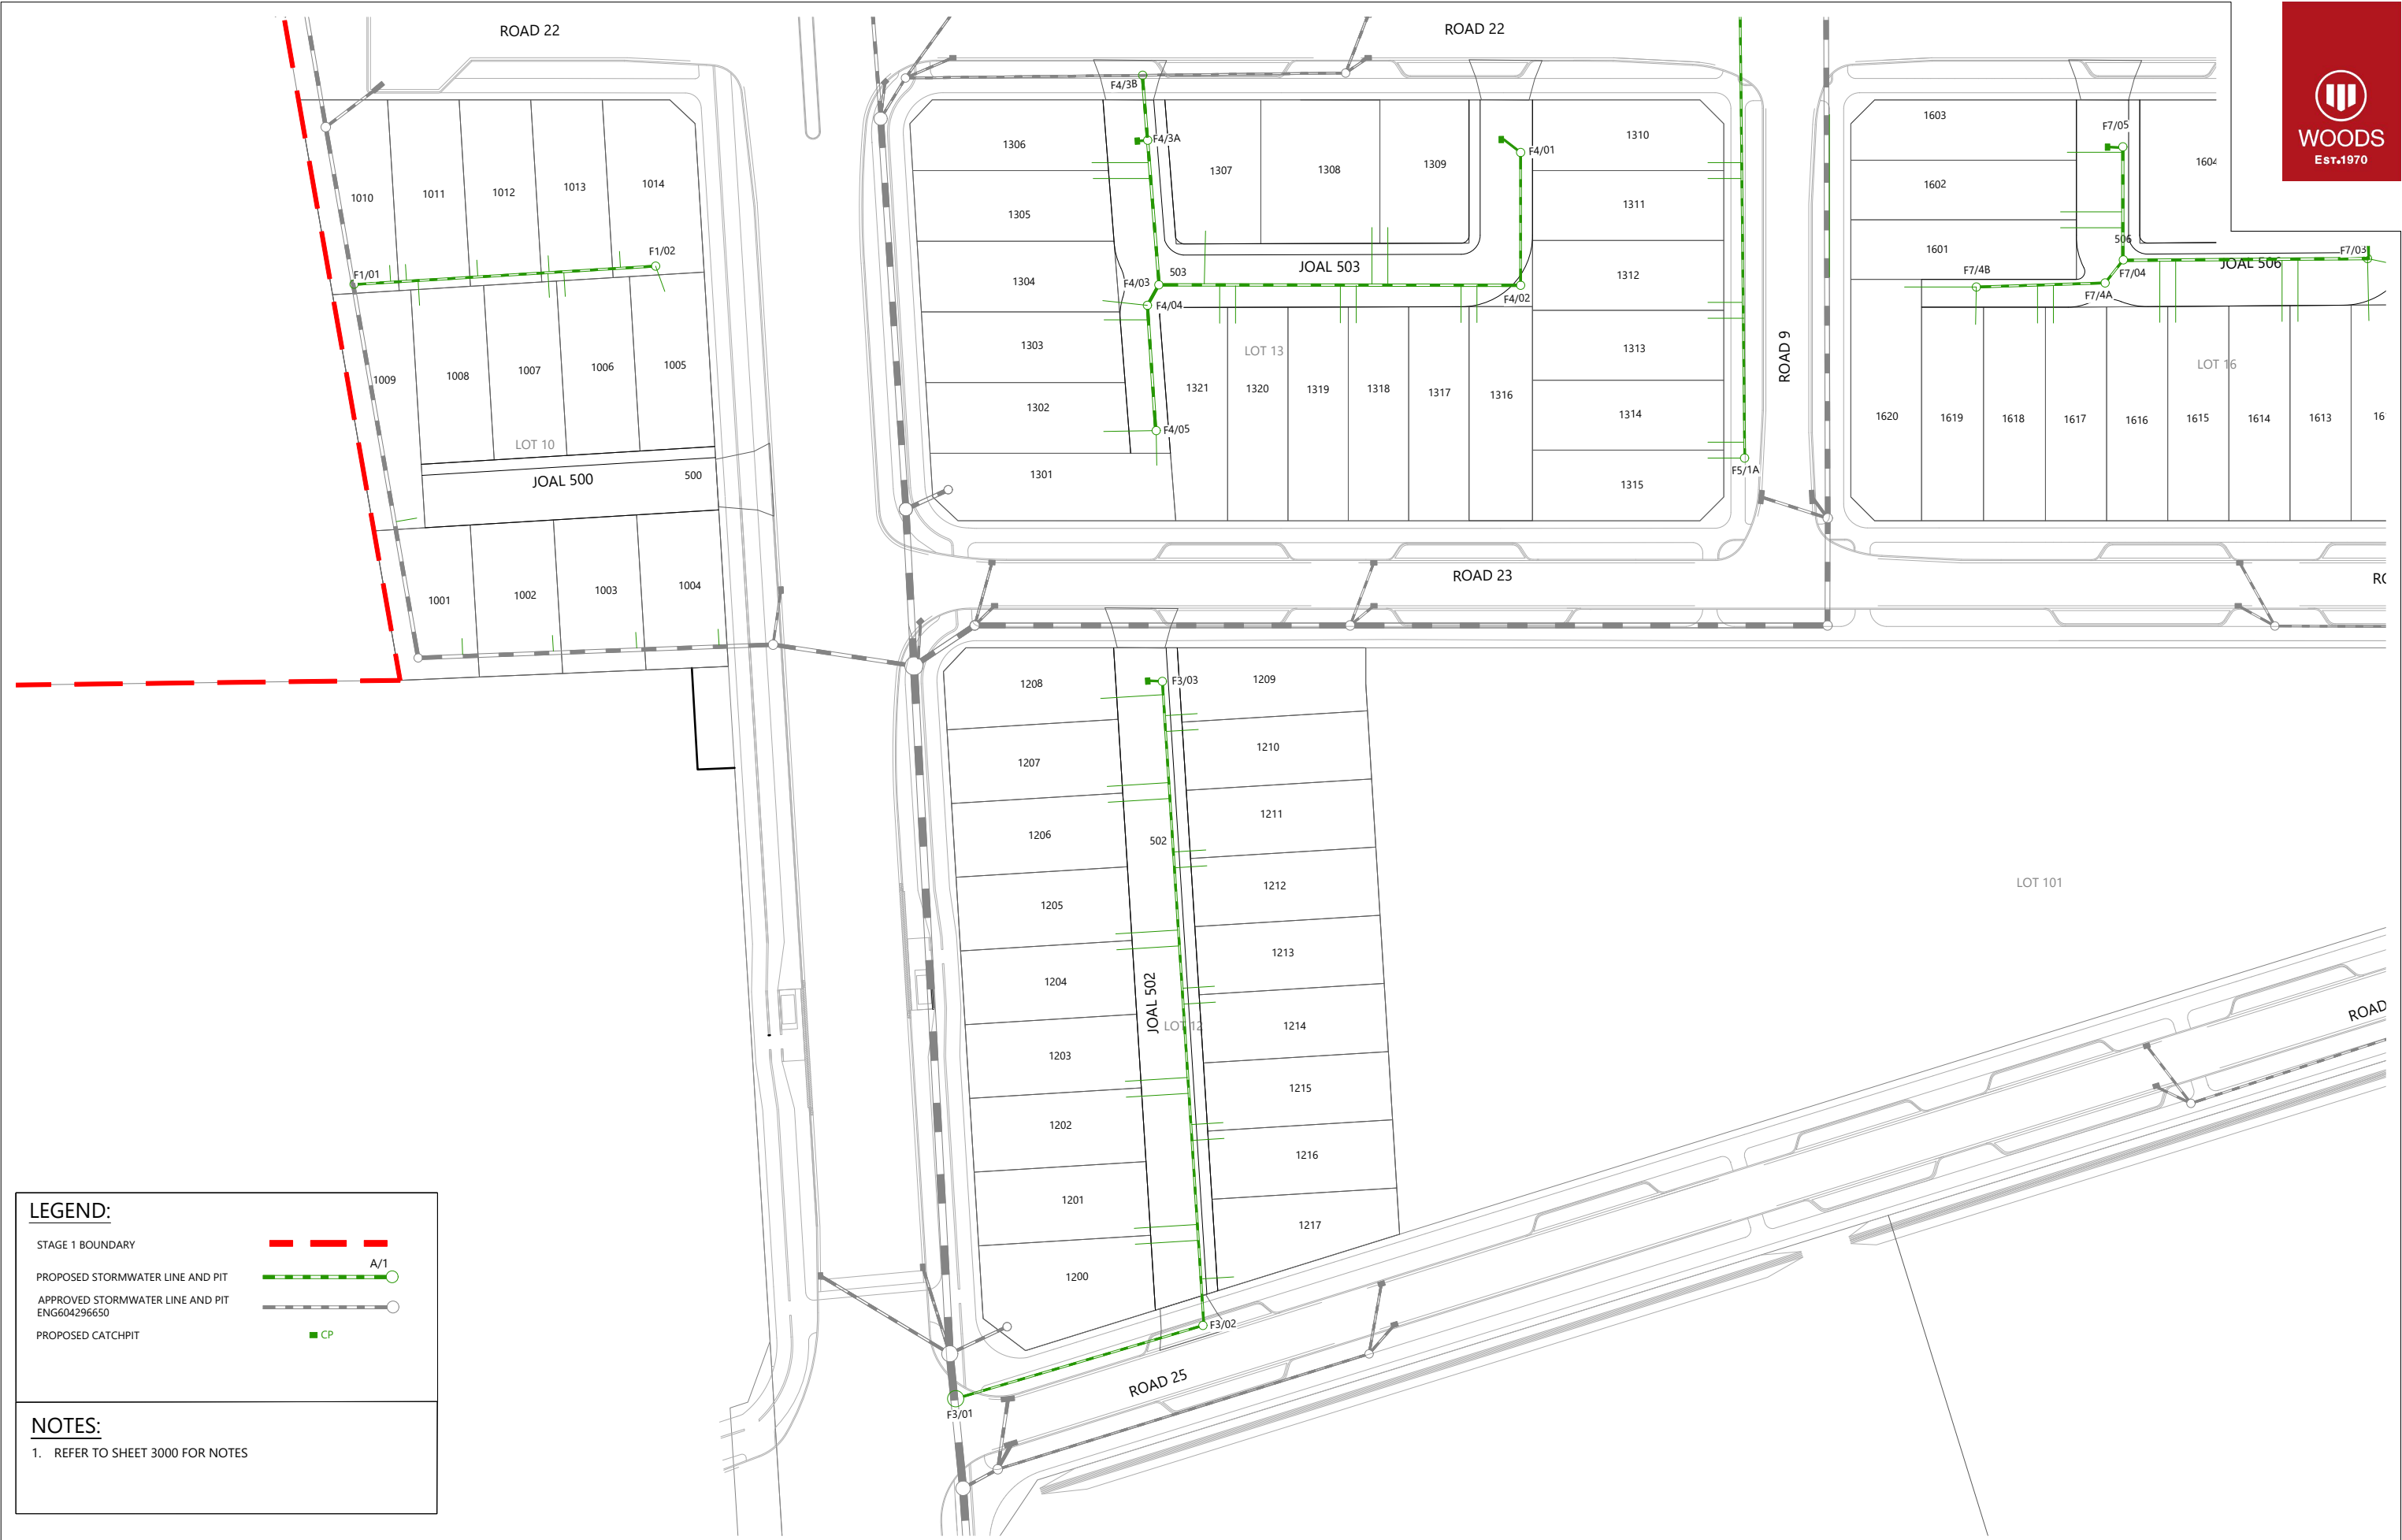 ROAD 22
ROAD 22
WOODS
EST.1970
F4/3B
F4/3A
F4/01
F7/05
1306
1307
1308
1309
1310
1603
1604
1010
1011
1012
1013
1014
1305
1311
1602
F1/01
F1/02
1304
F4/03
503
JOAL 503
F4/02
1312
1601
506
JOAL 506
F7/03
F7/4B
F7/04
F7/4A
F4/04
1303
LOT 13
1313
ROAD 9
LOT 16
1009
1008
1007
1006
1005
1302
1321
1320
1319
1318
1317
1316
1314
1620
1619
1618
1617
1616
1615
1614
1613
F4/05
LOT 10
1301
F5/1A
1315
JOAL 500
500
ROAD 23
1001
1002
1003
1004
1208
F3/03
1209
1207
1210
1206
502
1211
1205
1212
1204
1213
JOAL 502
LOT 12
1203
1214
1202
1215
1201
1216
1200
1217
LOT 101
ROAD
F3/02
ROAD 25
F3/01
LEGEND:
STAGE 1 BOUNDARY
A/1
PROPOSED STORMWATER LINE AND PIT
APPROVED STORMWATER LINE AND PIT
ENG604296650
PROPOSED CATCHPIT
CP
NOTES:
1. REFER TO SHEET 3000 FOR NOTES